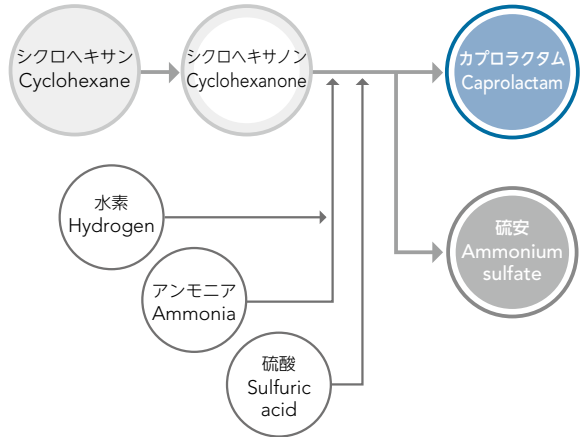 シクロヘキサン
Cyclohexane
シクロヘキサノン
Cyclohexanone
カプロラクタム
Caprolactam
水素
Hydrogen
硫安
Ammonium
sulfate
アンモニア
Ammonia
硫酸
Sulfuric
acid